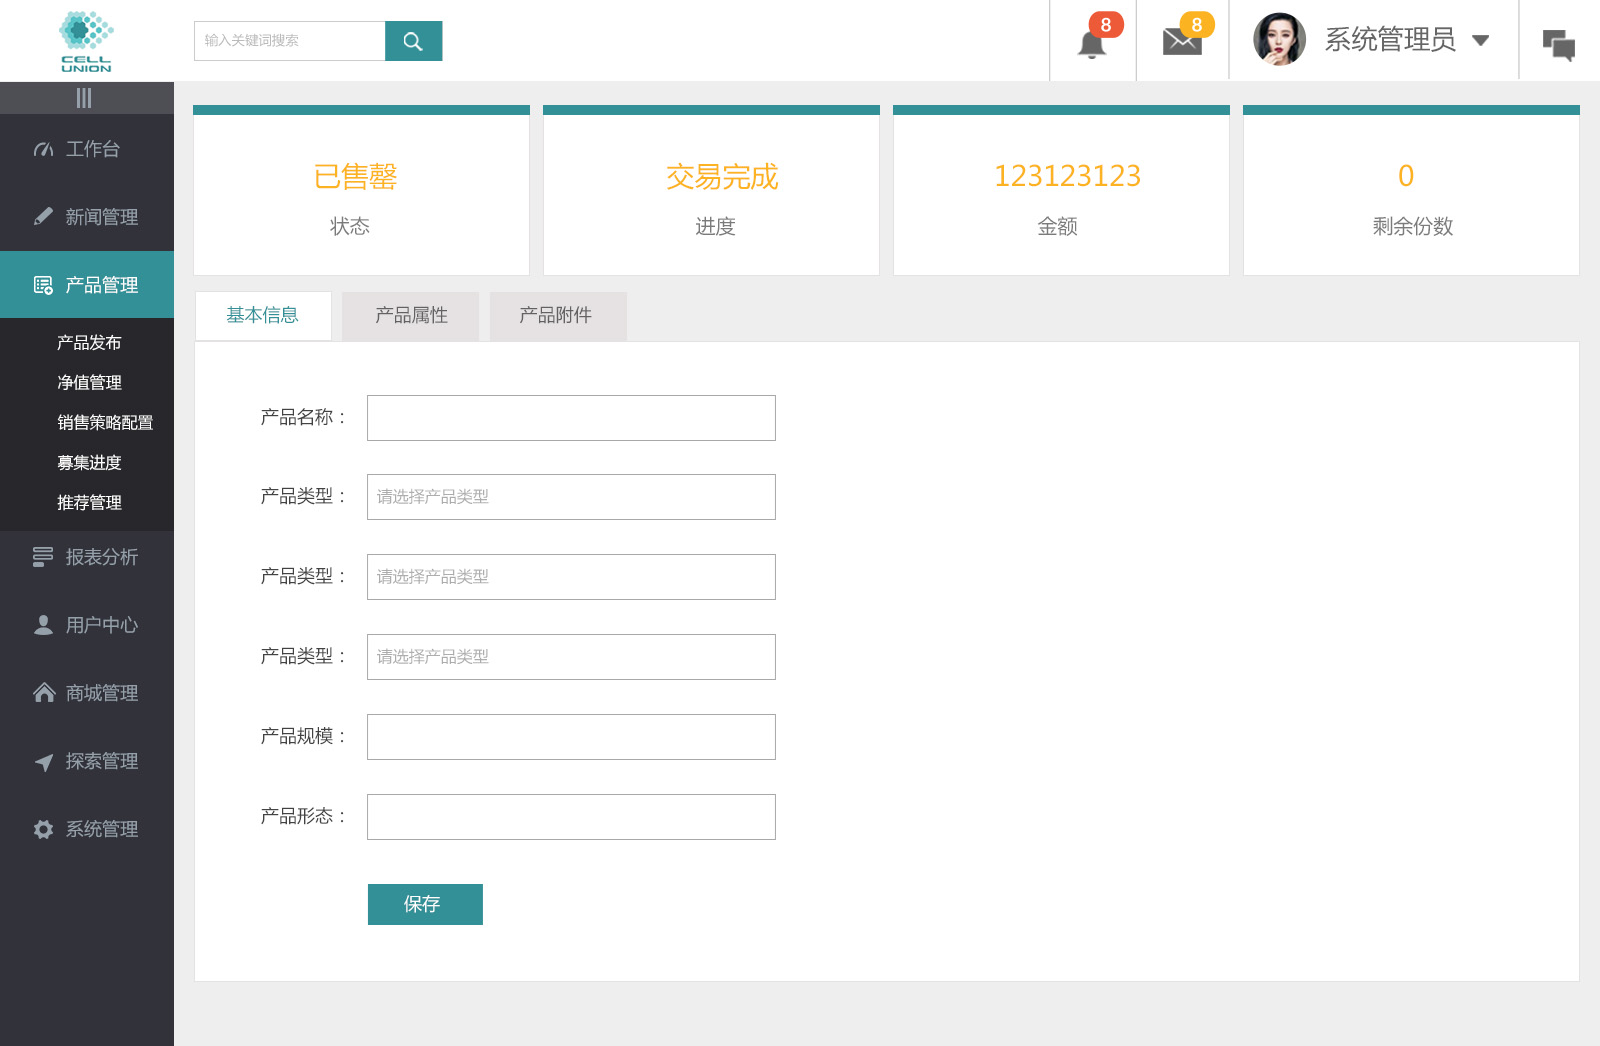 CELL
UNION
输入关键词搜索
8
8
系统管理员
工作台
新闻管理
产品管理
产品发布
净值管理
销售策略配置
募集进度
推荐管理
报表分析
用户中心
商城管理
探索管理
系统管理
已售罄
状态
交易完成
进度
123123123
金额
0
剩余份数
基本信息
产品属性
产品附件
产品名称：
产品类型：
请选择产品类型
产品类型：
请选择产品类型
产品类型：
请选择产品类型
产品规模：
产品形态：
保存